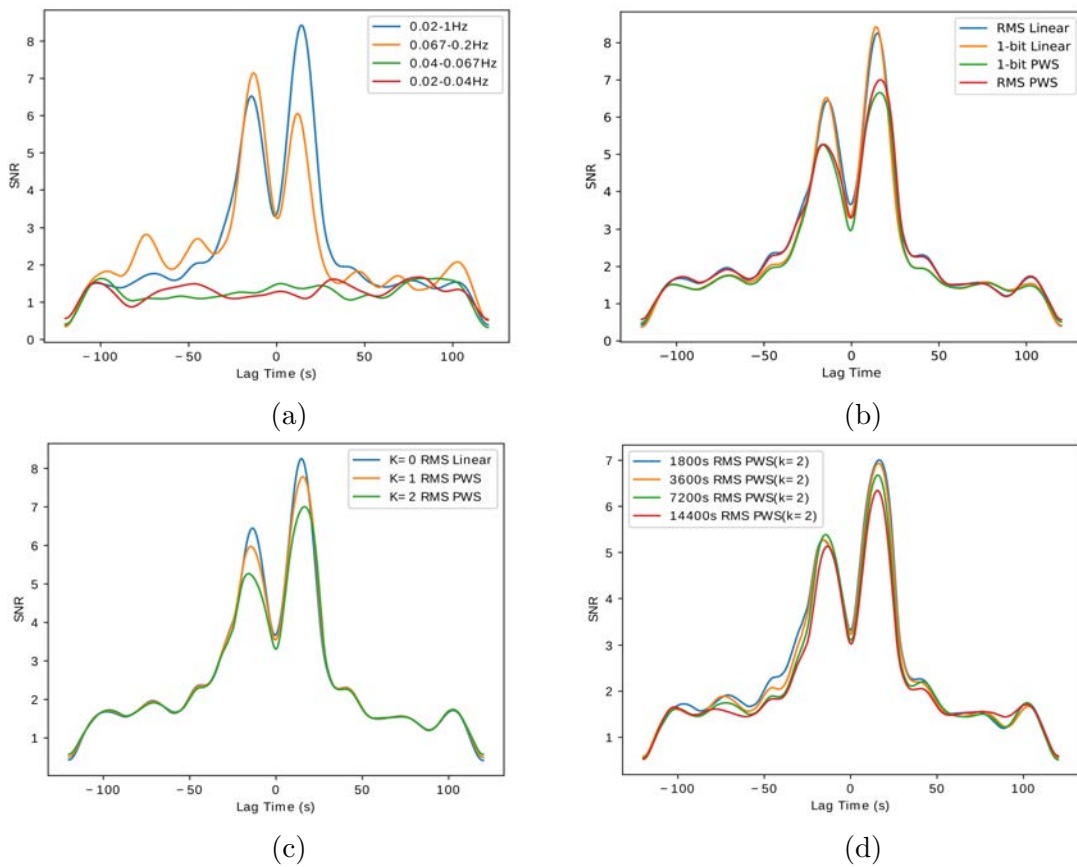 8
7
6
5
4
3
2
1
0
SNR
0.02-1Hz
0.067-0.2Hz
0.04-0.067Hz
0.02-0.04Hz
−100 −50 0 50 100
Lag Time (s)
(a)
8
7
6
5
4
3
2
1
0
SNR
RMS Linear
1-bit Linear
1-bit PWS
RMS PWS
−100 −50 0 50 100
Lag Time
(b)
8
7
6
5
4
3
2
1
SNR
K= 0 RMS Linear
K= 1 RMS PWS
K= 2 RMS PWS
−100 −50 0 50 100
Lag Time (s)
(c)
7
6
5
4
3
2
1
SNR
1800s RMS PWS(k= 2)
3600s RMS PWS(k= 2)
7200s RMS PWS(k= 2)
14400s RMS PWS(k= 2)
−100 −50 0 50 100
Lag Time (s)
(d)